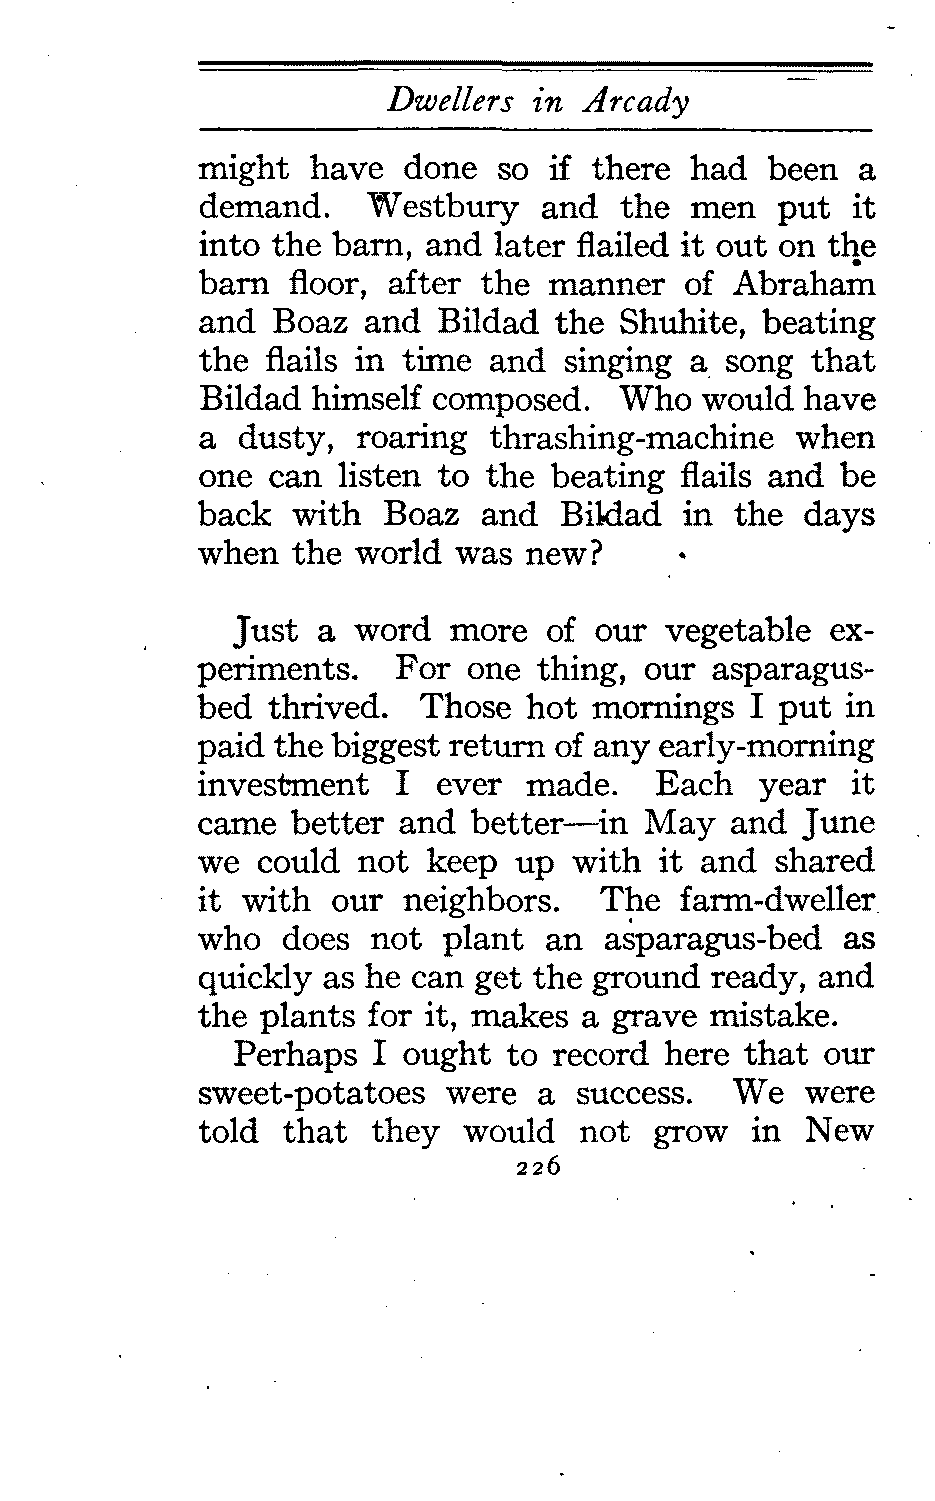 Dwellers in Arcady
might have done so if there had been a
demand. Westbury and the men put it
into the barn, and later flailed it out on the
barn floor, after the manner of Abraham
and Boaz and Bildad the Shuhite, beating
the flails in time and singing a song that
Bildad himself composed. Who would have
a dusty, roaring thrashing-machine when
one can listen to the beating flails and be
back with Boaz and Bildad in the days
when the world was new?
Just a word more of our vegetable ex-
periments. For one thing, our asparagus-
bed thrived. Those hot mornings I put in
paid the biggest return of any early-morning
investment I ever made. Each year it
came better and better—in May and June
we could not keep up with it and shared
it with our neighbors. The farm-dweller
who does not plant an asparagus-bed as
quickly as he can get the ground ready, and
the plants for it, makes a grave mistake.
Perhaps I ought to record here that our
sweet-potatoes were a success. We were
told that they would not grow in New
226